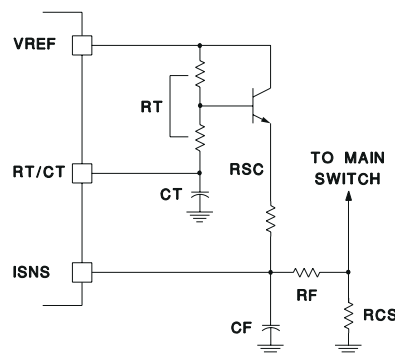 VREF
RT
RT/CT
CT
RSC
TO MAIN
SWITCH
ISNS
RF
RCS
CF